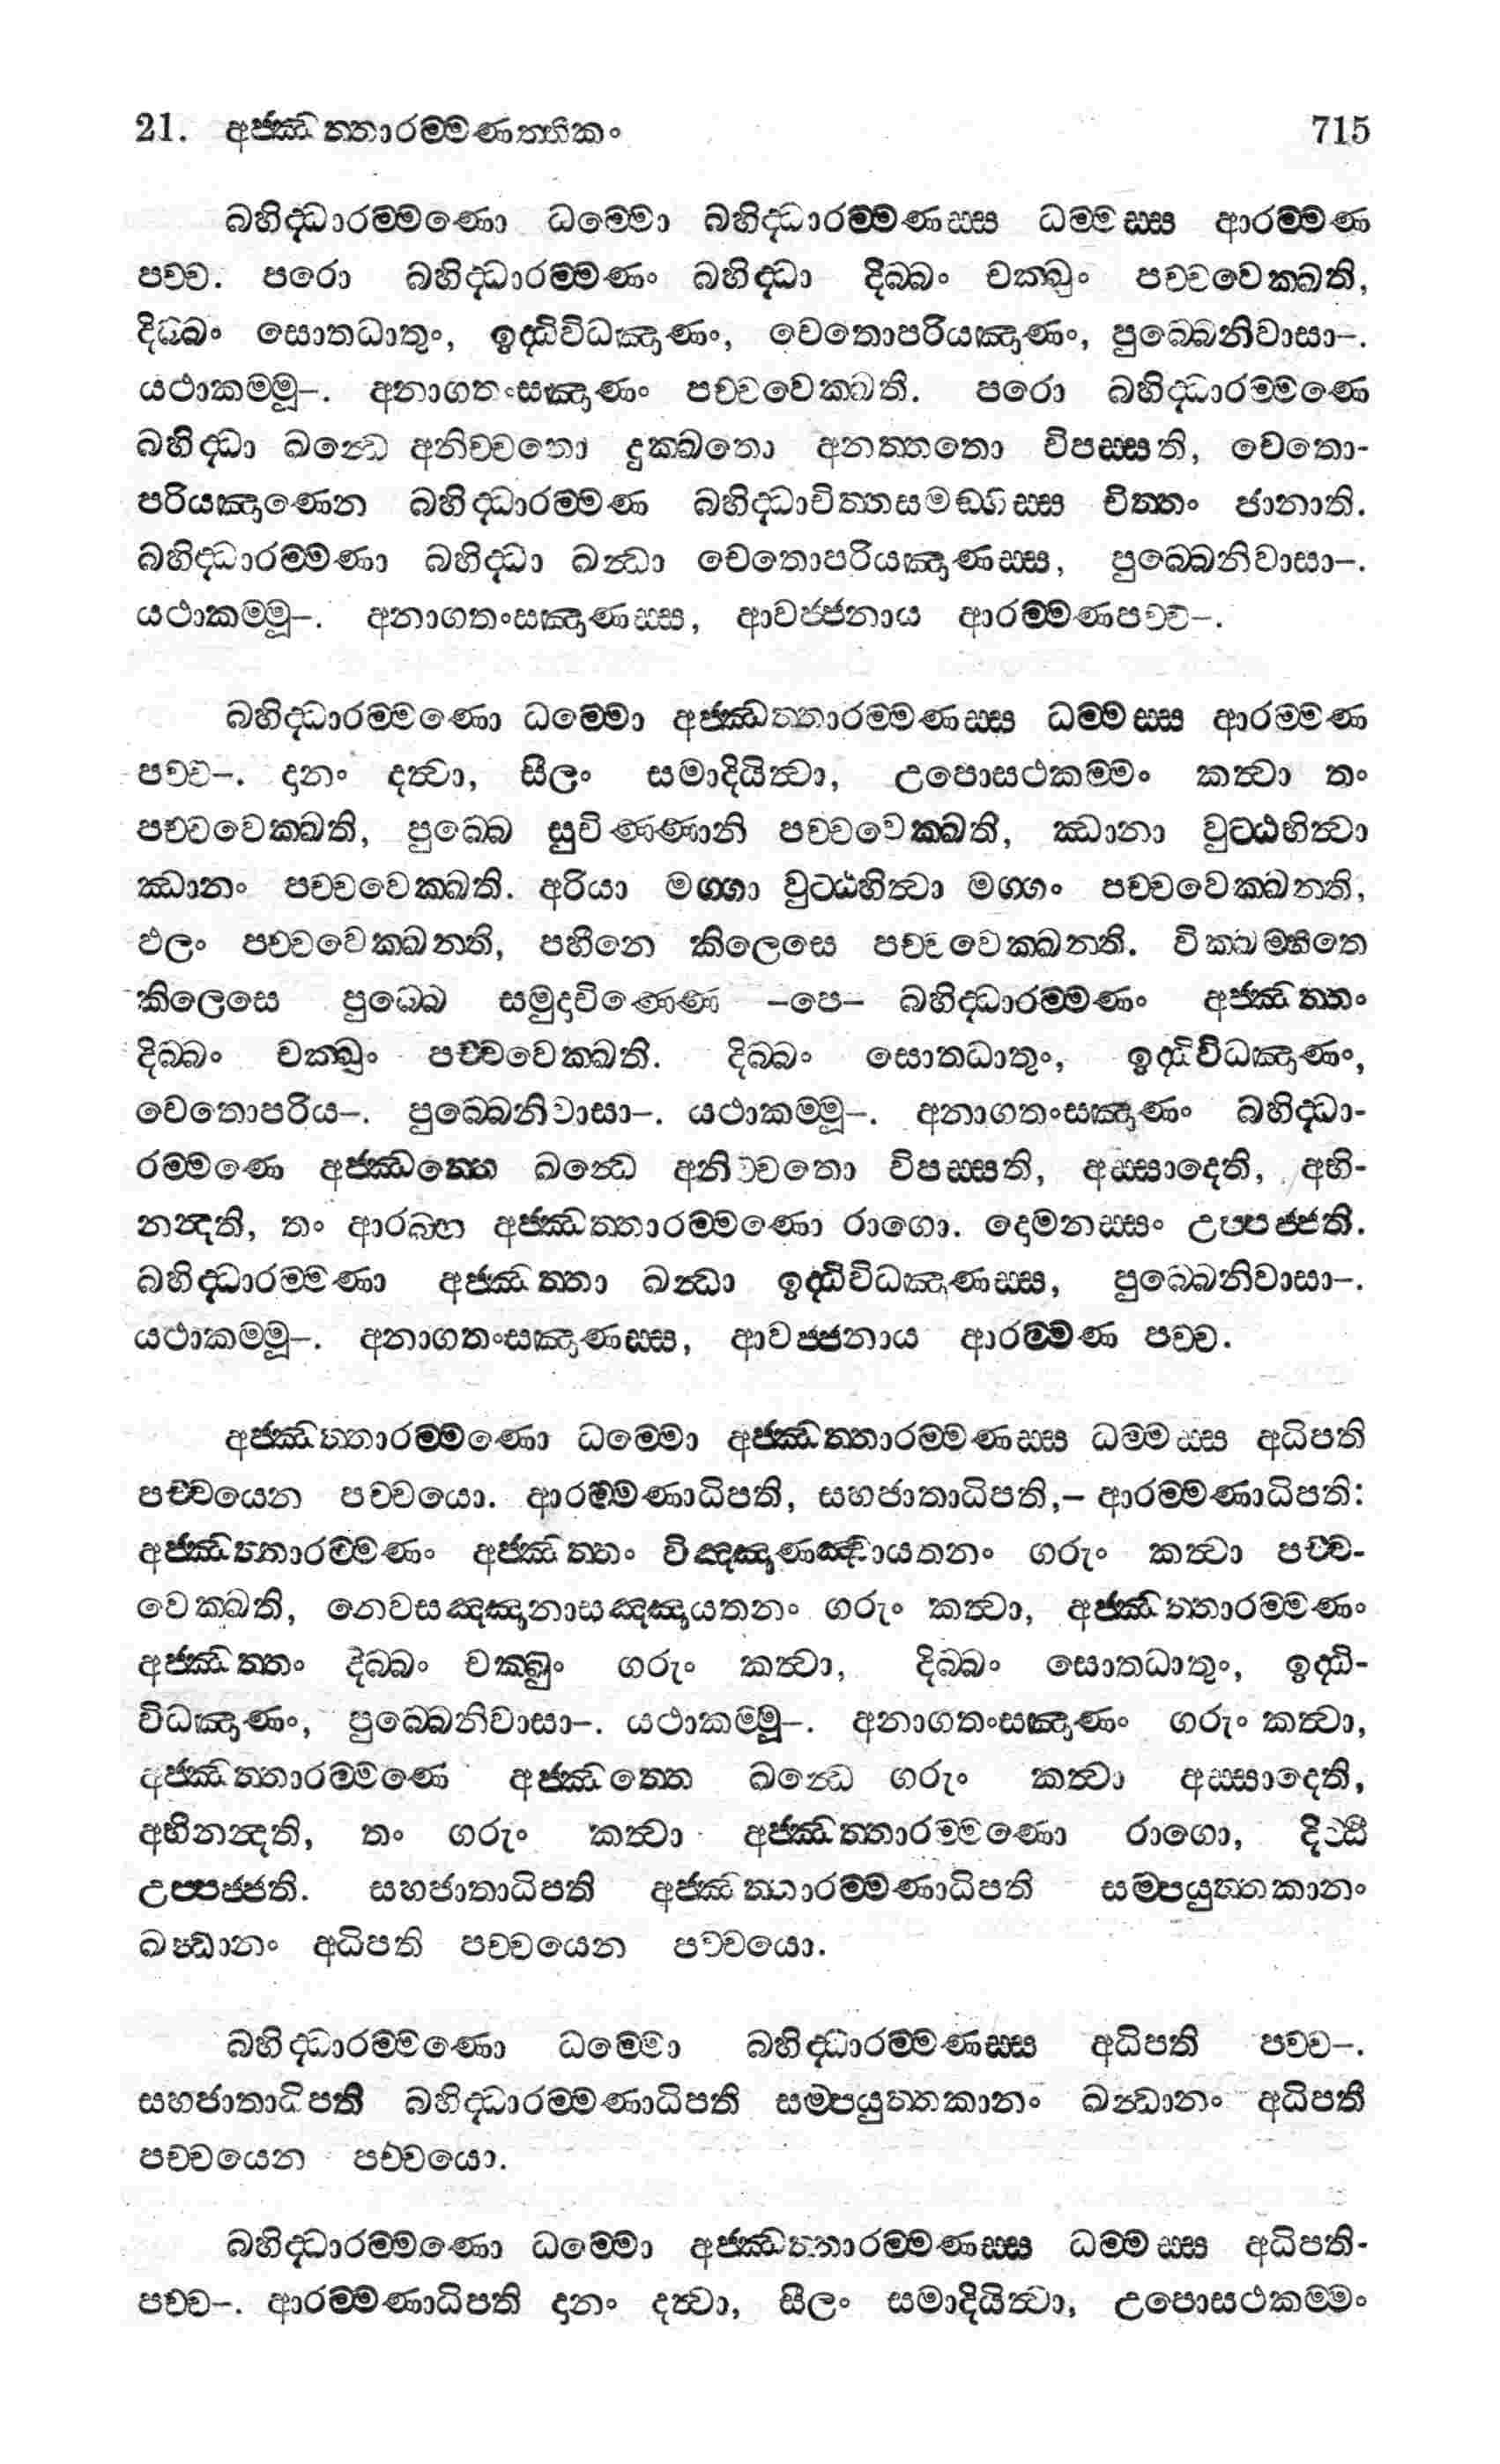 21. අජ්ඣත්තාරම්මණත්තිකං 715
බහිද්ධාරම්මණො ධම්මො බහිද්ධාරම්මණස්ස ධම්මස්ස ආරම්මණ
පච්ච. පරො බහිද්ධාරම්මණං බහිද්ධා දිබ්බං චක්ඛුං පච්චවෙක්ඛති,
දිබ්බං සොතධාතුං, ඉද්ධිවිධඤාණං, චෙතොපරියඤාණං, පුබ්බෙනිවාසා–.
යථාකම්මූ–. අනාගතංසඤාණං පච්චවෙක්ඛති. පරො බහිද්ධාරම්මණෙ
බහිද්ධා ඛන්ධෙ අනිච්චතො දුක්ඛතො අනත්තතො විපස්සති, චෙතො-
පරියඤාණෙන බහිද්ධාරම්මණ බහිද්ධාචිත්තසමඞ්ගිස්ස චිත්තං ජානාති.
බහිද්ධාරම්මණා බහිද්ධා ඛන්ධා චෙතොපරියඤාණස්ස, පුබ්බෙනිවාසා–.
යථාකම්මූ–. අනාගතංසඤාණස්ස, ආවජ්ජනාය ආරම්මණපච්ච–.
බහිද්ධාරම්මණො ධම්මො අජ්ඣත්තාරම්මණස්ස ධම්මස්ස ආරම්මණ
පච්ච–. දානං දත්වා, සීලං සමාදියිත්වා, උපොසථකම්මං කත්වා තං
පච්චවෙක්ඛති, පුබ්බෙ සුචිණ්ණානි පච්චවෙක්ඛති, ඣානා වුට්ඨහිත්වා
ඣානං පච්චවෙක්ඛති. අරියා මග්ගා වුට්ඨහිත්වා මග්ගං පච්චවෙක්ඛන්ති,
ඵලං පච්චවෙක්ඛන්ති, පහීනෙ කිලෙසෙ පච්චවෙක්ඛන්ති. වික්ඛම්භිතෙ
කිලෙසෙ පුබ්බෙ සමුදාචිණ්ණෙ –පෙ– බහිද්ධාරම්මණං අජ්ඣත්තං
දිබ්බං චක්ඛුං පච්චවෙක්ඛති. දිබ්බං සොතධාතුං, ඉද්ධිවිධඤාණං,
චෙතොපරිය–. පුබ්බෙනිවාසා–. යථාකම්මූ–. අනාගතංසඤාණං බහිද්ධා-
රම්මණෙ අජ්ඣත්තෙ ඛන්ධෙ අනිච්චතො විපස්සති, අස්සාදෙති, අභි-
නන්දති, තං ආරබ්භ අජ්ඣත්තාරම්මණො රාගො. දොමනස්සං උප්පජ්ජති.
බහිද්ධාරම්මණා අජ්ඣත්තා ඛන්ධා ඉද්ධිවිධඤාණස්ස, පුබ්බෙනිවාසා–.
යථාකම්මූ–. අනාගතංසඤාණස්ස, ආවජ්ජනාය ආරම්මණ පච්ච.
අජ්ඣත්තාරම්මණො ධම්මො අජ්ඣත්තාරම්මණස්ස ධම්මස්ස අධිපති
පච්චයෙන පච්චයො. ආරම්මණාධිපති, සහජාතාධිපති,– ආරම්මණාධිපති:
අජ්ඣත්තාරම්මණං අජ්ඣත්තං විඤ්ඤාණඤ්චායතනං ගරුං කත්වා පච්ච-
වෙක්ඛති, නෙවසඤ්ඤානාසඤ්ඤායතනං ගරුං කත්වා, අජ්ඣත්තාරම්මණං
අජ්ඣත්තං දිබ්බං චක්ඛුං ගරුං කත්වා, දිබ්බං සොතධාතුං, ඉද්ධි-
විධඤාණං, පුබ්බෙනිවාසා–. යථාකම්මූ–. අනාගතංසඤාණං ගරුං කත්වා,
අජ්ඣත්තාරම්මණෙ අජ්ඣත්තෙ ඛන්ධෙ ගරුං කත්වා අස්සාදෙති,
අභිනන්දති, තං ගරුං කත්වා අජ්ඣත්තාරම්මණො රාගො, දිට්ඨි
උප්පජ්ජති. සහජාතාධිපති අජ්ඣත්තාරම්මණාධිපති සම්පයුත්තකානං
ඛන්ධානං අධිපති පච්චයෙන පච්චයො.
බහිද්ධාරම්මණො ධම්මො බහිද්ධාරම්මණස්ස අධිපති පච්ච–.
සහජාතාධිපති බහිද්ධාරම්මණාධිපති සම්පයුත්තකානං ඛන්ධානං අධිපති
පච්චයෙන පච්චයො.
බහිද්ධාරම්මණො ධම්මො අජ්ඣත්තාරම්මණස්ස ධම්මස්ස අධිපති-
පච්ච–. ආරම්මණාධිපති දානං දත්වා, සීලං සමාදියිත්වා, උපොසථකම්මං